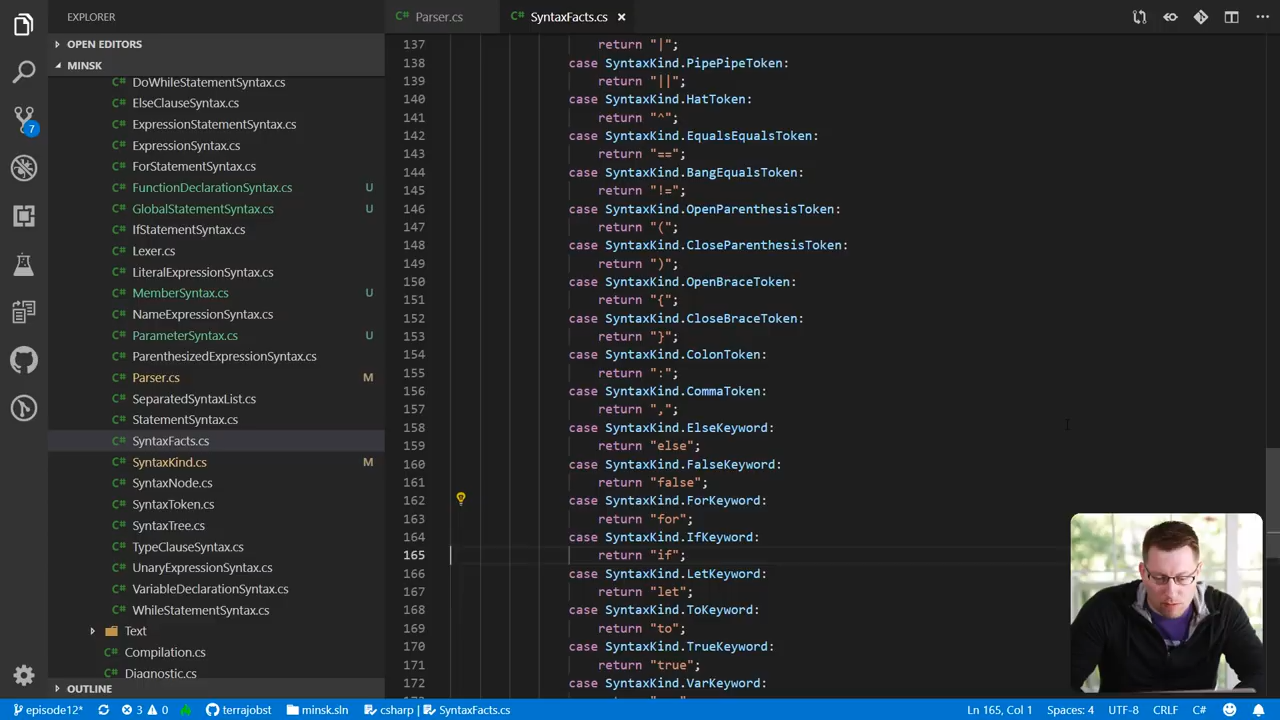 EXPLORER
OPEN EDITORS
MINSK
DoWhileStatementSyntax.cs
ElseClauseSyntax.cs
ExpressionStatementSyntax.cs
ExpressionSyntax.cs
ForStatementSyntax.cs
FunctionDeclarationSyntax.cs U
GlobalStatementSyntax.cs U
IfStatementSyntax.cs
Lexer.cs
LiteralExpressionSyntax.cs
MemberSyntax.cs U
NameExpressionSyntax.cs
ParameterSyntax.cs U
ParenthesizedExpressionSyntax.cs
Parser.cs M
SeparatedSyntaxList.cs
StatementSyntax.cs
SyntaxFacts.cs
SyntaxKind.cs M
SyntaxNode.cs
SyntaxToken.cs
SyntaxTree.cs
TypeClauseSyntax.cs
UnaryExpressionSyntax.cs
VariableDeclarationSyntax.cs
WhileStatementSyntax.cs
Text
Compilation.cs
Diagnostic.cs
OUTLINE
7
Parser.cs
SyntaxFacts.cs
137 return "|";
138 case SyntaxKind.PipePipeToken:
139 return "||";
140 case SyntaxKind.HatToken:
141 return "^";
142 case SyntaxKind.EqualsEqualsToken:
143 return "==";
144 case SyntaxKind.BangEqualsToken:
145 return "!=";
146 case SyntaxKind.OpenParenthesisToken:
147 return "(";
148 case SyntaxKind.CloseParenthesisToken:
149 return ")";
150 case SyntaxKind.OpenBraceToken:
151 return "{";
152 case SyntaxKind.CloseBraceToken:
153 return "}";
154 case SyntaxKind.ColonToken:
155 return ":";
156 case SyntaxKind.CommaToken:
157 return ",";
158 case SyntaxKind.ElseKeyword:
159 return "else";
160 case SyntaxKind.FalseKeyword:
161 return "false";
162 case SyntaxKind.ForKeyword:
163 return "for";
164 case SyntaxKind.IfKeyword:
165 return "if";
166 case SyntaxKind.LetKeyword:
167 return "let";
168 case SyntaxKind.ToKeyword:
169 return "to";
170 case SyntaxKind.TrueKeyword:
171 return "true";
172 case SyntaxKind.VarKeyword:
episode12* 3 0 terrajobst minsk.sln csharp | SyntaxFacts.cs Ln 165, Col 1 Spaces: 4 UTF-8 CRLF C#